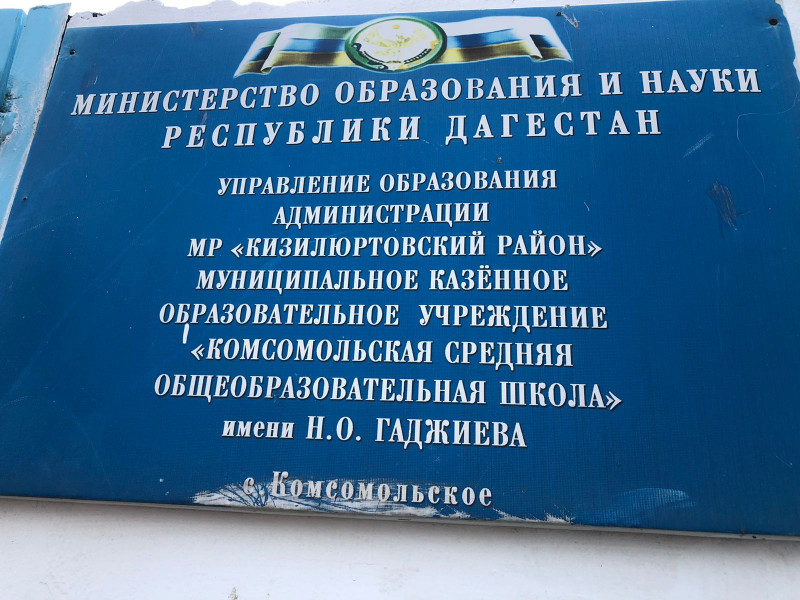 МИНИСТЕРСТВО ОБРАЗОВАНИЯ И НАУКИ
РЕСПУБЛИКИ ДАГЕСТАН
УПРАВЛЕНИЕ ОБРАЗОВАНИЯ
АДМИНИСТРАЦИИ
МР «КИЗИЛЮРТОВСКИЙ РАЙОН»
МУНИЦИПАЛЬНОЕ КАЗЁННОЕ
ОБРАЗОВАТЕЛЬНОЕ УЧРЕЖДЕНИЕ
«КОМСОМОЛЬСКАЯ СРЕДНЯЯ
ОБЩЕОБРАЗОВАТЕЛЬНАЯ ШКОЛА»
имени Н.О. ГАДЖИЕВА
с Комсомольское